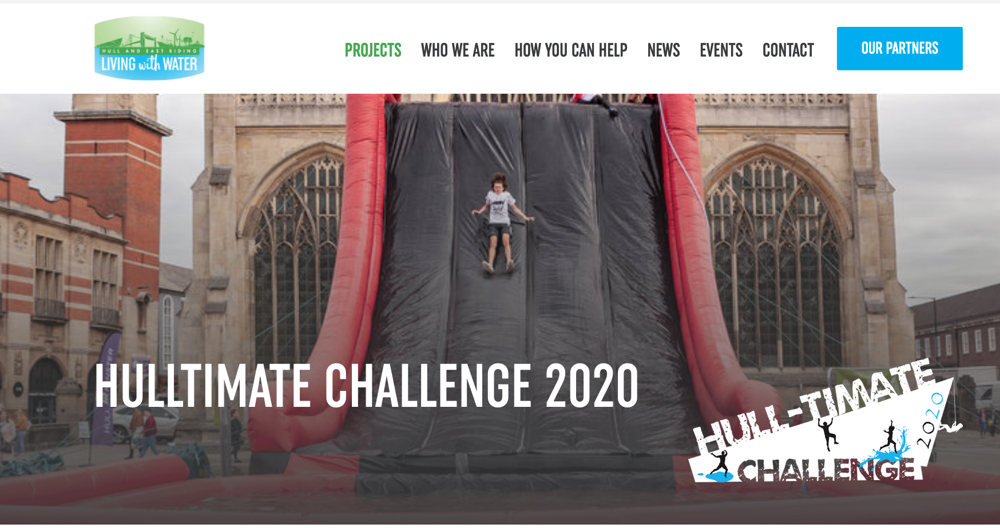 HULL AND EAST RIDING
LIVING with WATER
PROJECTS
WHO WE ARE
HOW YOU CAN HELP
NEWS
EVENTS
CONTACT
OUR PARTNERS
HULLTIMATE CHALLENGE 2020
HULL-TIMATE
2020
CHALLENGE